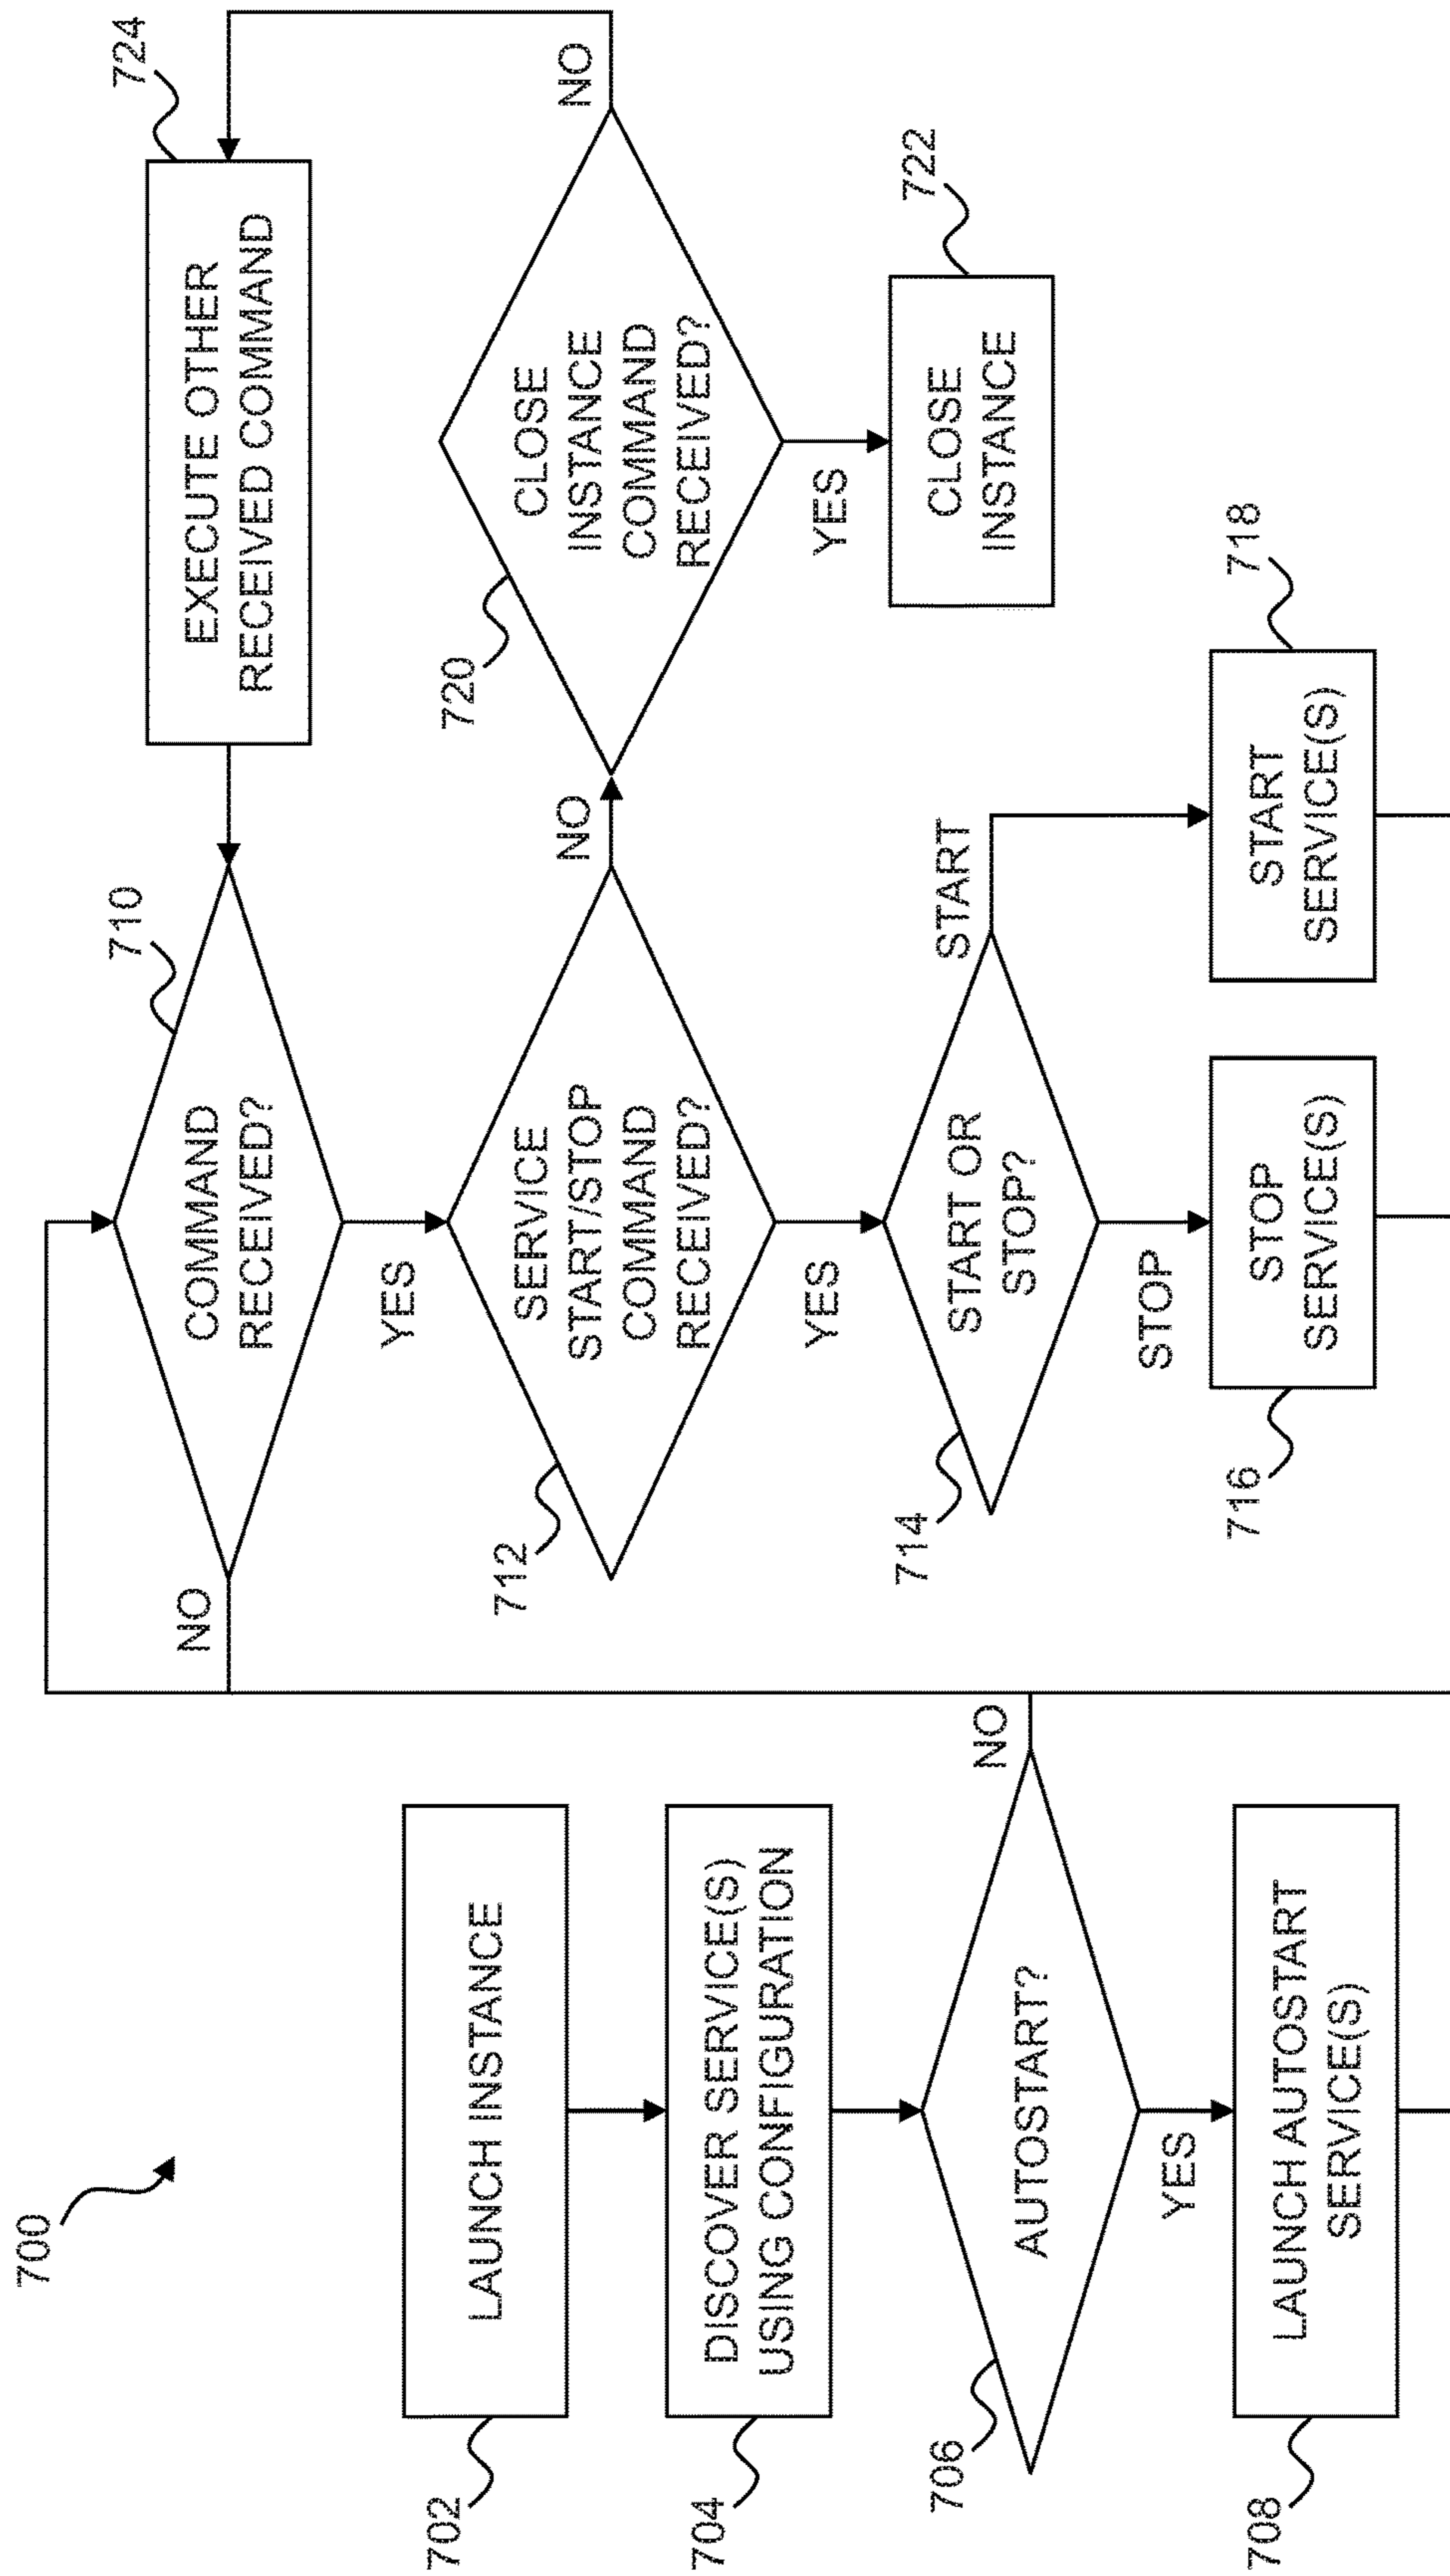 700
702
LAUNCH INSTANCE
704
DISCOVER SERVICE(S)
USING CONFIGURATION
706
AUTOSTART?
NO
YES
708
LAUNCH AUTOSTART
SERVICE(S)
710
COMMAND
RECEIVED?
NO
YES
712
SERVICE
START/STOP
COMMAND
RECEIVED?
NO
YES
714
START OR
STOP?
START
STOP
716
STOP
SERVICE(S)
718
START
SERVICE(S)
720
CLOSE
INSTANCE
COMMAND
RECEIVED?
NO
YES
722
CLOSE
INSTANCE
724
EXECUTE OTHER
RECEIVED COMMAND